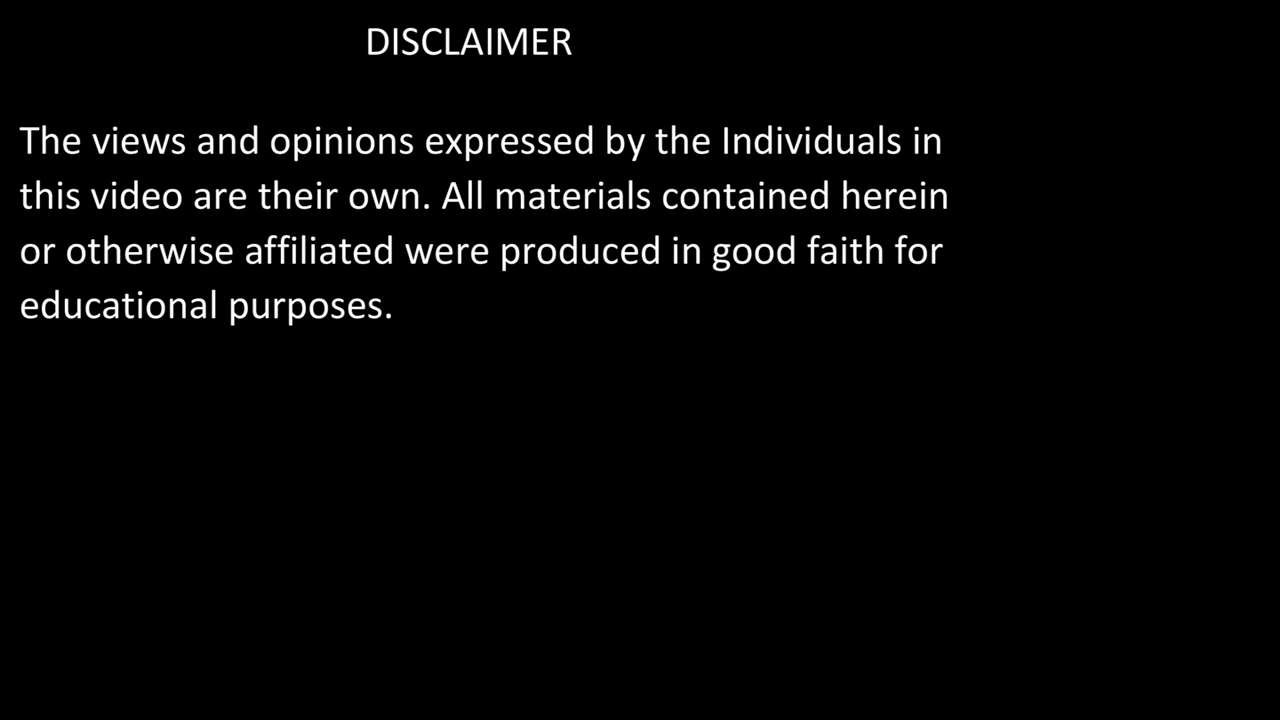 DISCLAIMER
The views and opinions expressed by the Individuals in
this video are their own. All materials contained herein
or otherwise affiliated were produced in good faith for
educational purposes.